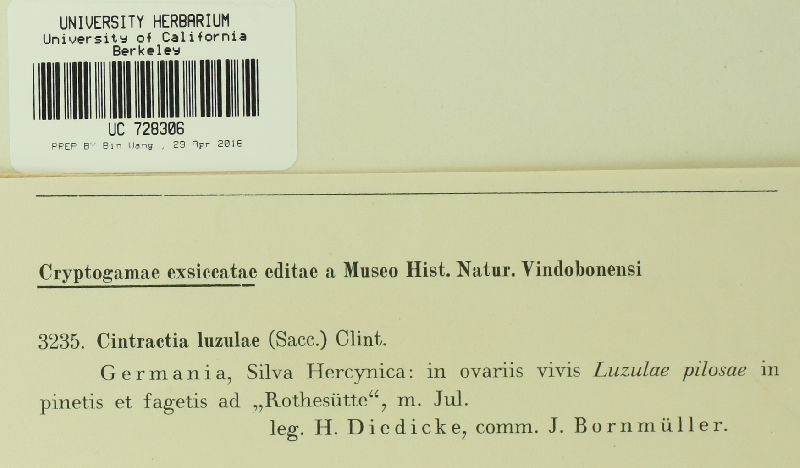 UNIVERSITY HERBARIUM
University of California
Berkeley
UC 728306
PREP BY Bin Wang , 29 Apr 2016
Cryptogamae exsiccatae editae a Museo Hist. Natur. Vindobonensi
3235. Cintractia luzulae (Sacc.) Clint.
Germania, Silva Hercynica: in ovariis vivis Luzulae pilosae in
pinetis et fagetis ad „Rothesütte“, m. Jul.
leg. H. Diedicke, comm. J. Bornmüller.